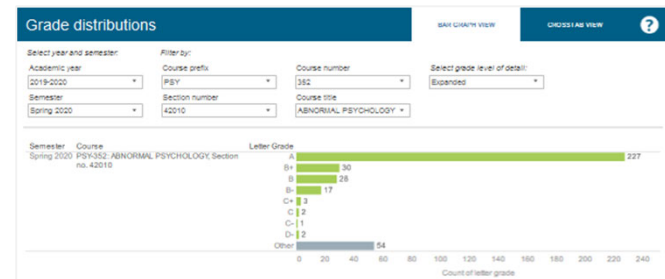 Grade distributions
BAR GRAPH VIEW
CROSSTAB VIEW
?
Select year and semester:
Filter by:
Academic year
Course prefix
Course number
Select grade level of detail:
2019-2020
PSY
352
Expanded
Semester
Section number
Course title
Spring 2020
42010
ABNORMAL PSYCHOLOGY
Semester
Course
Letter Grade
Spring 2020
PSY-352: ABNORMAL PSYCHOLOGY, Section
no. 42010
A 227
B+ 30
B 28
B- 17
C+ 3
C 2
C- 1
D- 2
Other 54
0 20 40 60 80 100 120 140 160 180 200 220 240
Count of letter grade